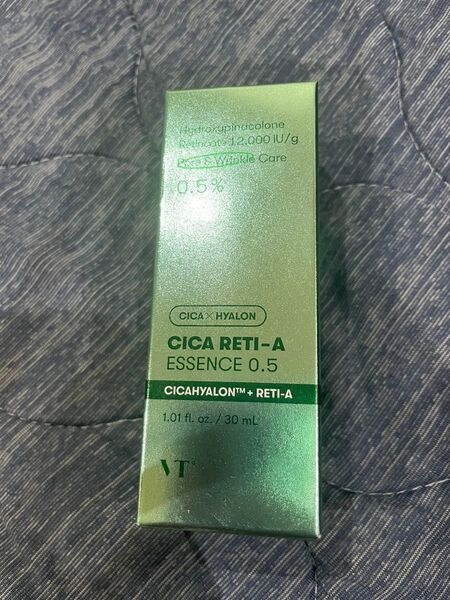 Hydroxypinacolone
Retinoate 12,000 IU/g
Pore & Wrinkle Care
0.5%
CICA × HYALON
CICA RETI-A
ESSENCE 0.5
CICAHYALON™ + RETI-A
1.01 fl. oz. / 30 mL
VT